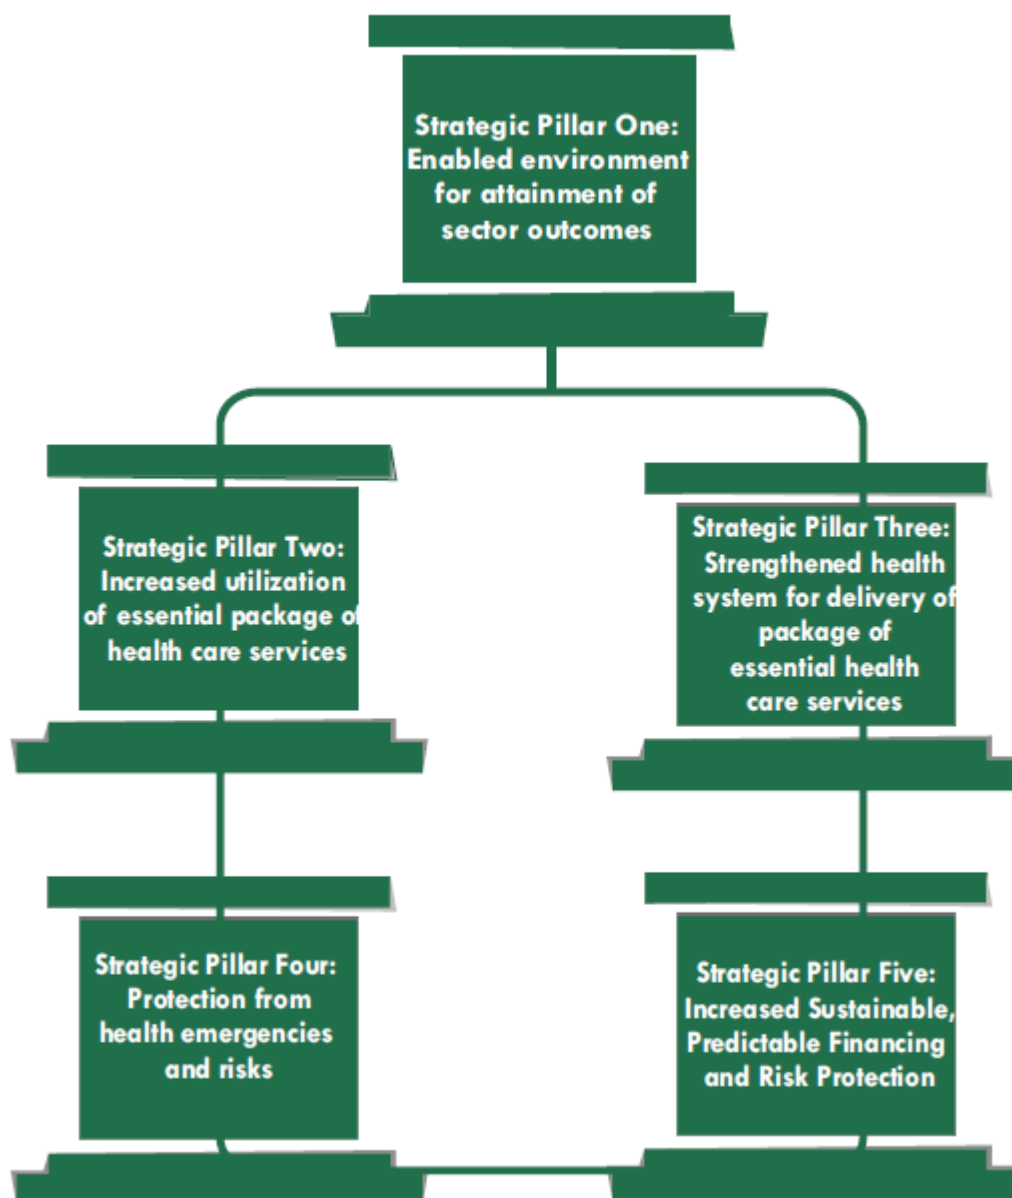 Strategic Pillar One:
Enabled environment
for attainment of
sector outcomes
Strategic Pillar Two:
Increased utilization
of essential package of
health care services
Strategic Pillar Three:
Strengthened health
system for delivery of
package of
essential health
care services
Strategic Pillar Four:
Protection from
health emergencies
and risks
Strategic Pillar Five:
Increased Sustainable,
Predictable Financing
and Risk Protection